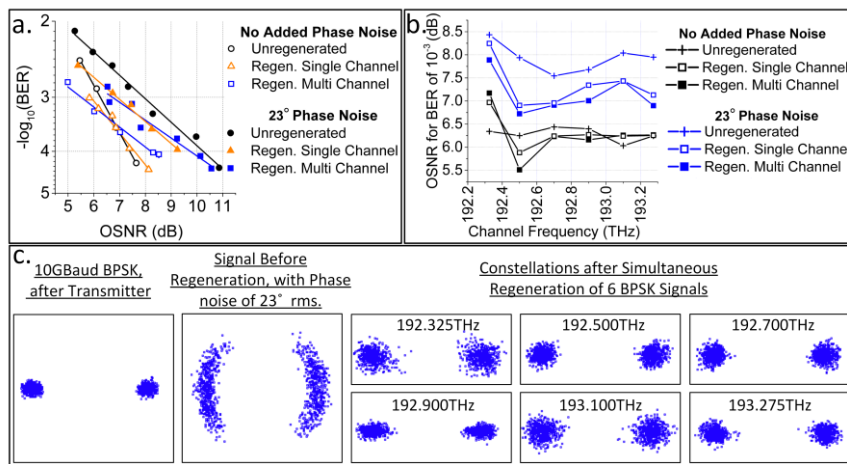 a.
2
3
4
5
-log10(BER)
5 6 7 8 9 10 11
OSNR (dB)
No Added Phase Noise
Unregenerated
Regen. Single Channel
Regen. Multi Channel
23° Phase Noise
Unregenerated
Regen. Single Channel
Regen. Multi Channel
b.
8.5
8.0
7.5
7.0
6.5
6.0
5.5
OSNR for BER of 10-3 (dB)
192.2 192.4 192.6 192.8 193.0 193.2
Channel Frequency (THz)
No Added Phase Noise
Unregenerated
Regen. Single Channel
Regen. Multi Channel
23° Phase Noise
Unregenerated
Regen. Single Channel
Regen. Multi Channel
c.
10GBaud BPSK,
after Transmitter
Signal Before
Regeneration, with Phase
noise of 23° rms.
Constellations after Simultaneous
Regeneration of 6 BPSK Signals
192.325THz 192.500THz 192.700THz
192.900THz 193.100THz 193.275THz